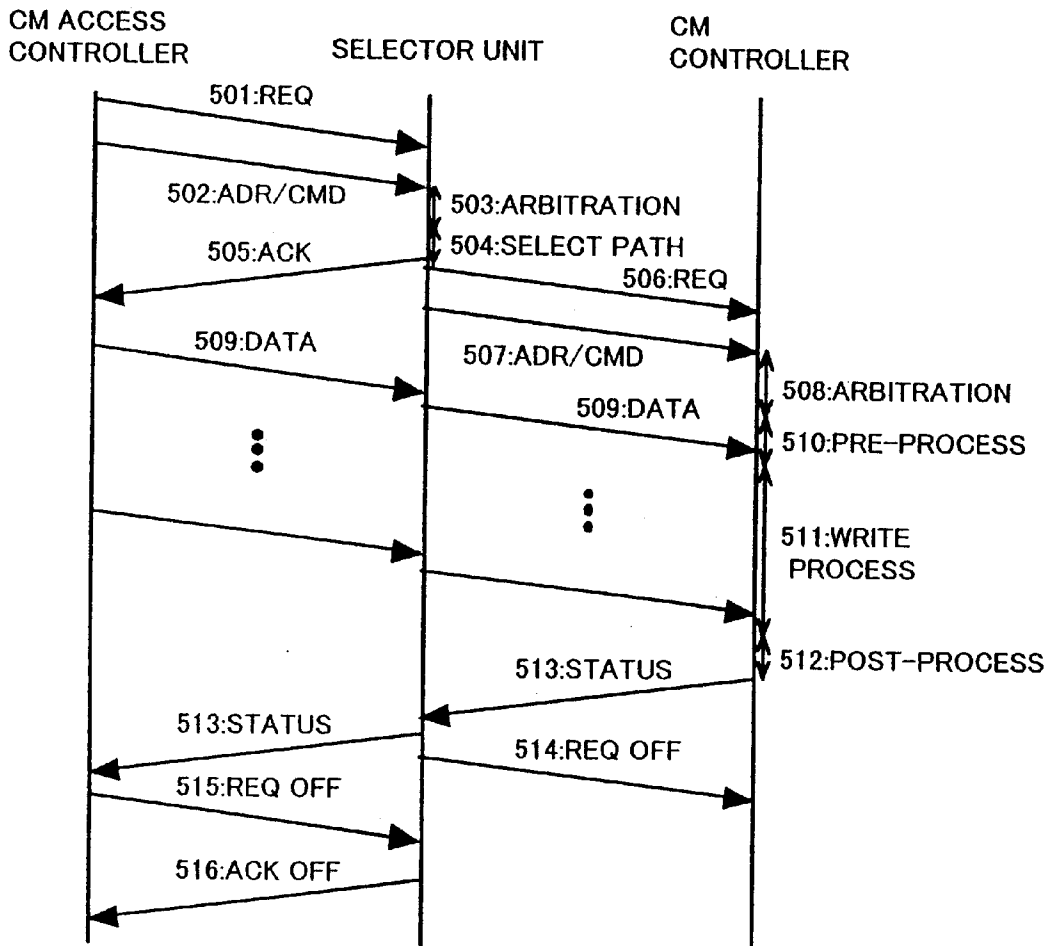 CM ACCESS
CONTROLLER
SELECTOR UNIT
CM
CONTROLLER
501:REQ
502:ADR/CMD
503:ARBITRATION
504:SELECT PATH
505:ACK
506:REQ
509:DATA
507:ADR/CMD
508:ARBITRATION
509:DATA
510:PRE-PROCESS
511:WRITE
PROCESS
512:POST-PROCESS
513:STATUS
513:STATUS
514:REQ OFF
515:REQ OFF
516:ACK OFF